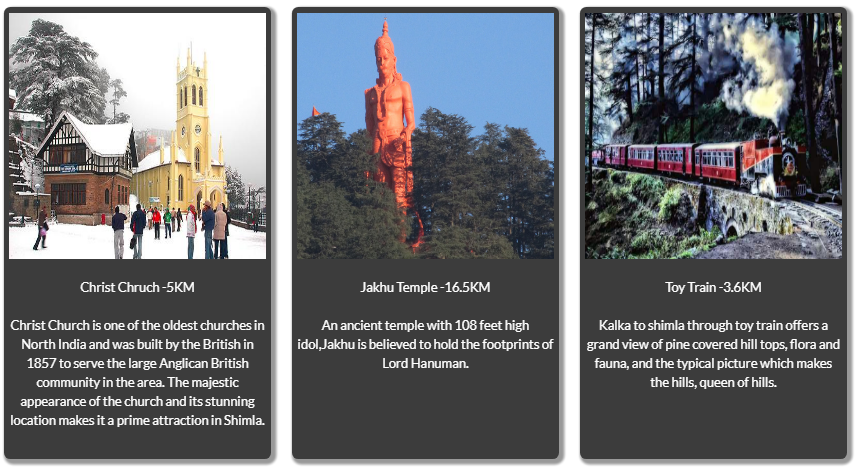 Christ Chruch -5KM
Christ Church is one of the oldest churches in
North India and was built by the British in
1857 to serve the large Anglican British
community in the area. The majestic
appearance of the church and its stunning
location makes it a prime attraction in Shimla.
Jakhu Temple -16.5KM
An ancient temple with 108 feet high
idol,Jakhu is believed to hold the footprints of
Lord Hanuman.
Toy Train -3.6KM
Kalka to shimla through toy train offers a
grand view of pine covered hill tops, flora and
fauna, and the typical picture which makes
the hills, queen of hills.